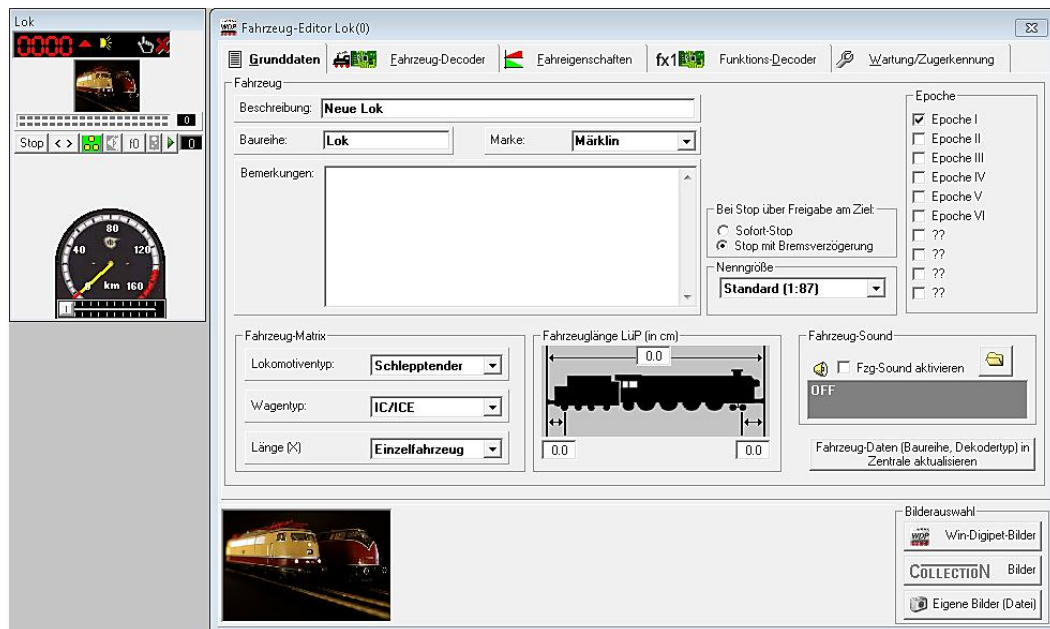 Lok
0000
0
Stop < > f0 0
40 80 120
km 160
0
WDP Fahrzeug-Editor Lok(0)
Grunddaten Fahrzeug-Decoder Fahreigenschaften fx1 Funktions-Decoder Wartung/Zugerkennung
Fahrzeug
Beschreibung: Neue Lok
Baureihe: Lok Marke: Märklin
Bemerkungen:
Bei Stop über Freigabe am Ziel:
Sofort-Stop
Stop mit Bremsverzögerung
Nenngröße
Standard (1:87)
Epoche
Epoche I
Epoche II
Epoche III
Epoche IV
Epoche V
Epoche VI
??
??
??
??
Fahrzeug-Matrix
Lokomotiventyp: Schlepptender
Wagentyp: IC/ICE
Länge (X) Einzelfahrzeug
Fahrzeuglänge LüP (in cm)
0.0
0.0 0.0
Fahrzeug-Sound
Fzg-Sound aktivieren
OFF
Fahrzeug-Daten (Baureihe, Dekodertyp) in
Zentrale aktualisieren
Bilderauswahl
WDP Win-Digipet-Bilder
COLLECTION Bilder
Eigene Bilder (Datei)